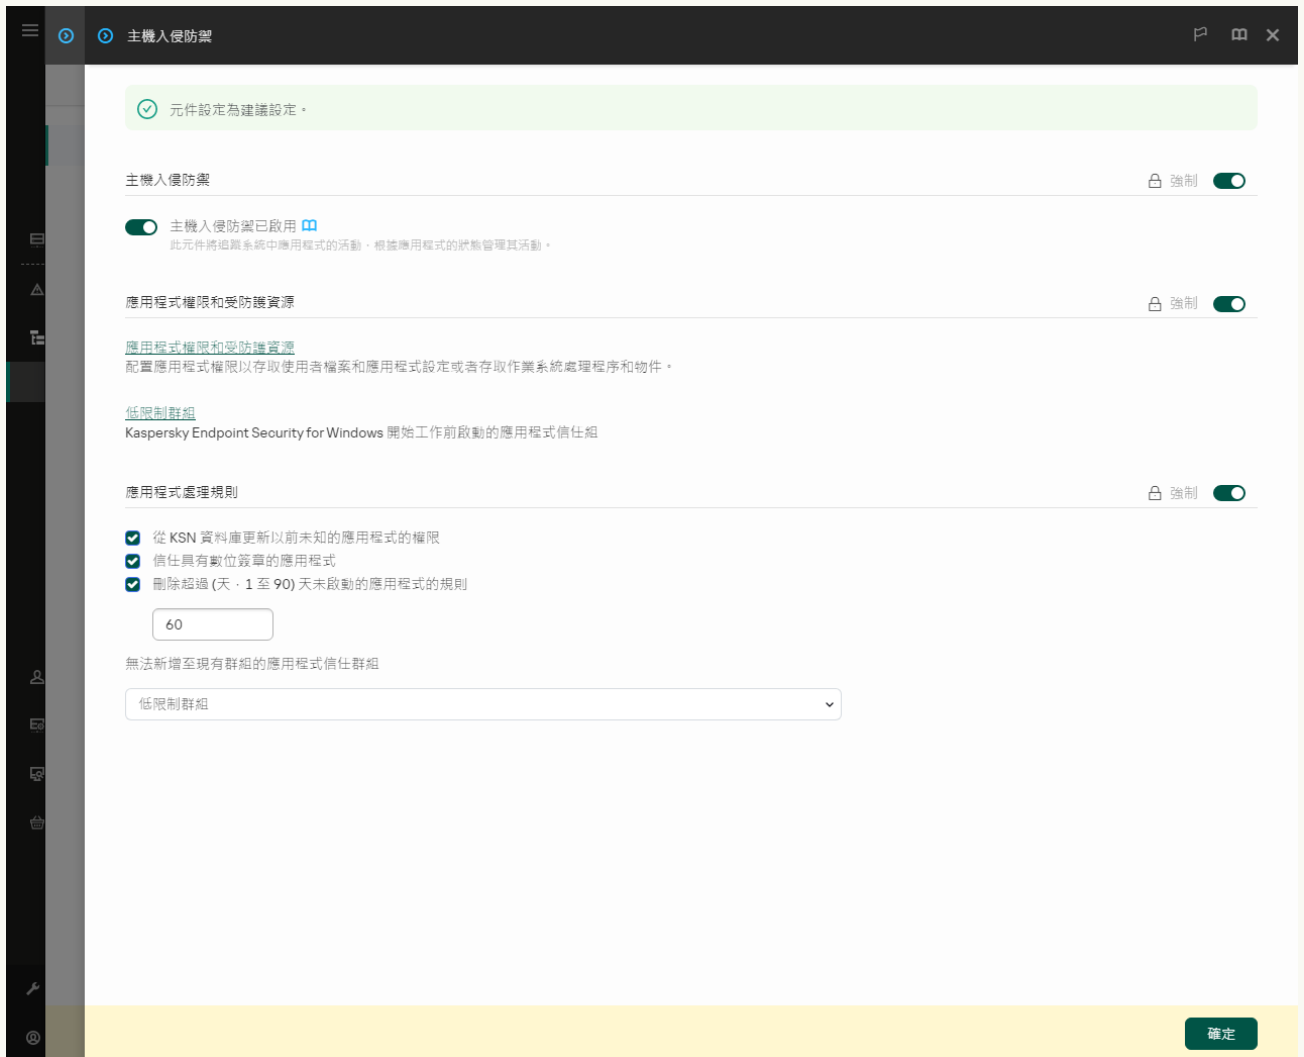 主機入侵防禦
元件設定為建議設定。
主機入侵防禦
強制
主機入侵防禦已啟用
此元件將追蹤系統中應用程式的活動，根據應用程式的狀態管理其活動。
應用程式權限和受防護資源
強制
應用程式權限和受防護資源
配置應用程式權限以存取使用者檔案和應用程式設定或者存取作業系統處理程序和物件。
低限制群組
Kaspersky Endpoint Security for Windows 開始工作前啟動的應用程式信任組
應用程式處理規則
強制
從 KSN 資料庫更新以前未知的應用程式的權限
信任具有數位簽章的應用程式
刪除超過 (天，1 至 90) 天未啟動的應用程式的規則
60
無法新增至現有群組的應用程式信任群組
低限制群組
確定